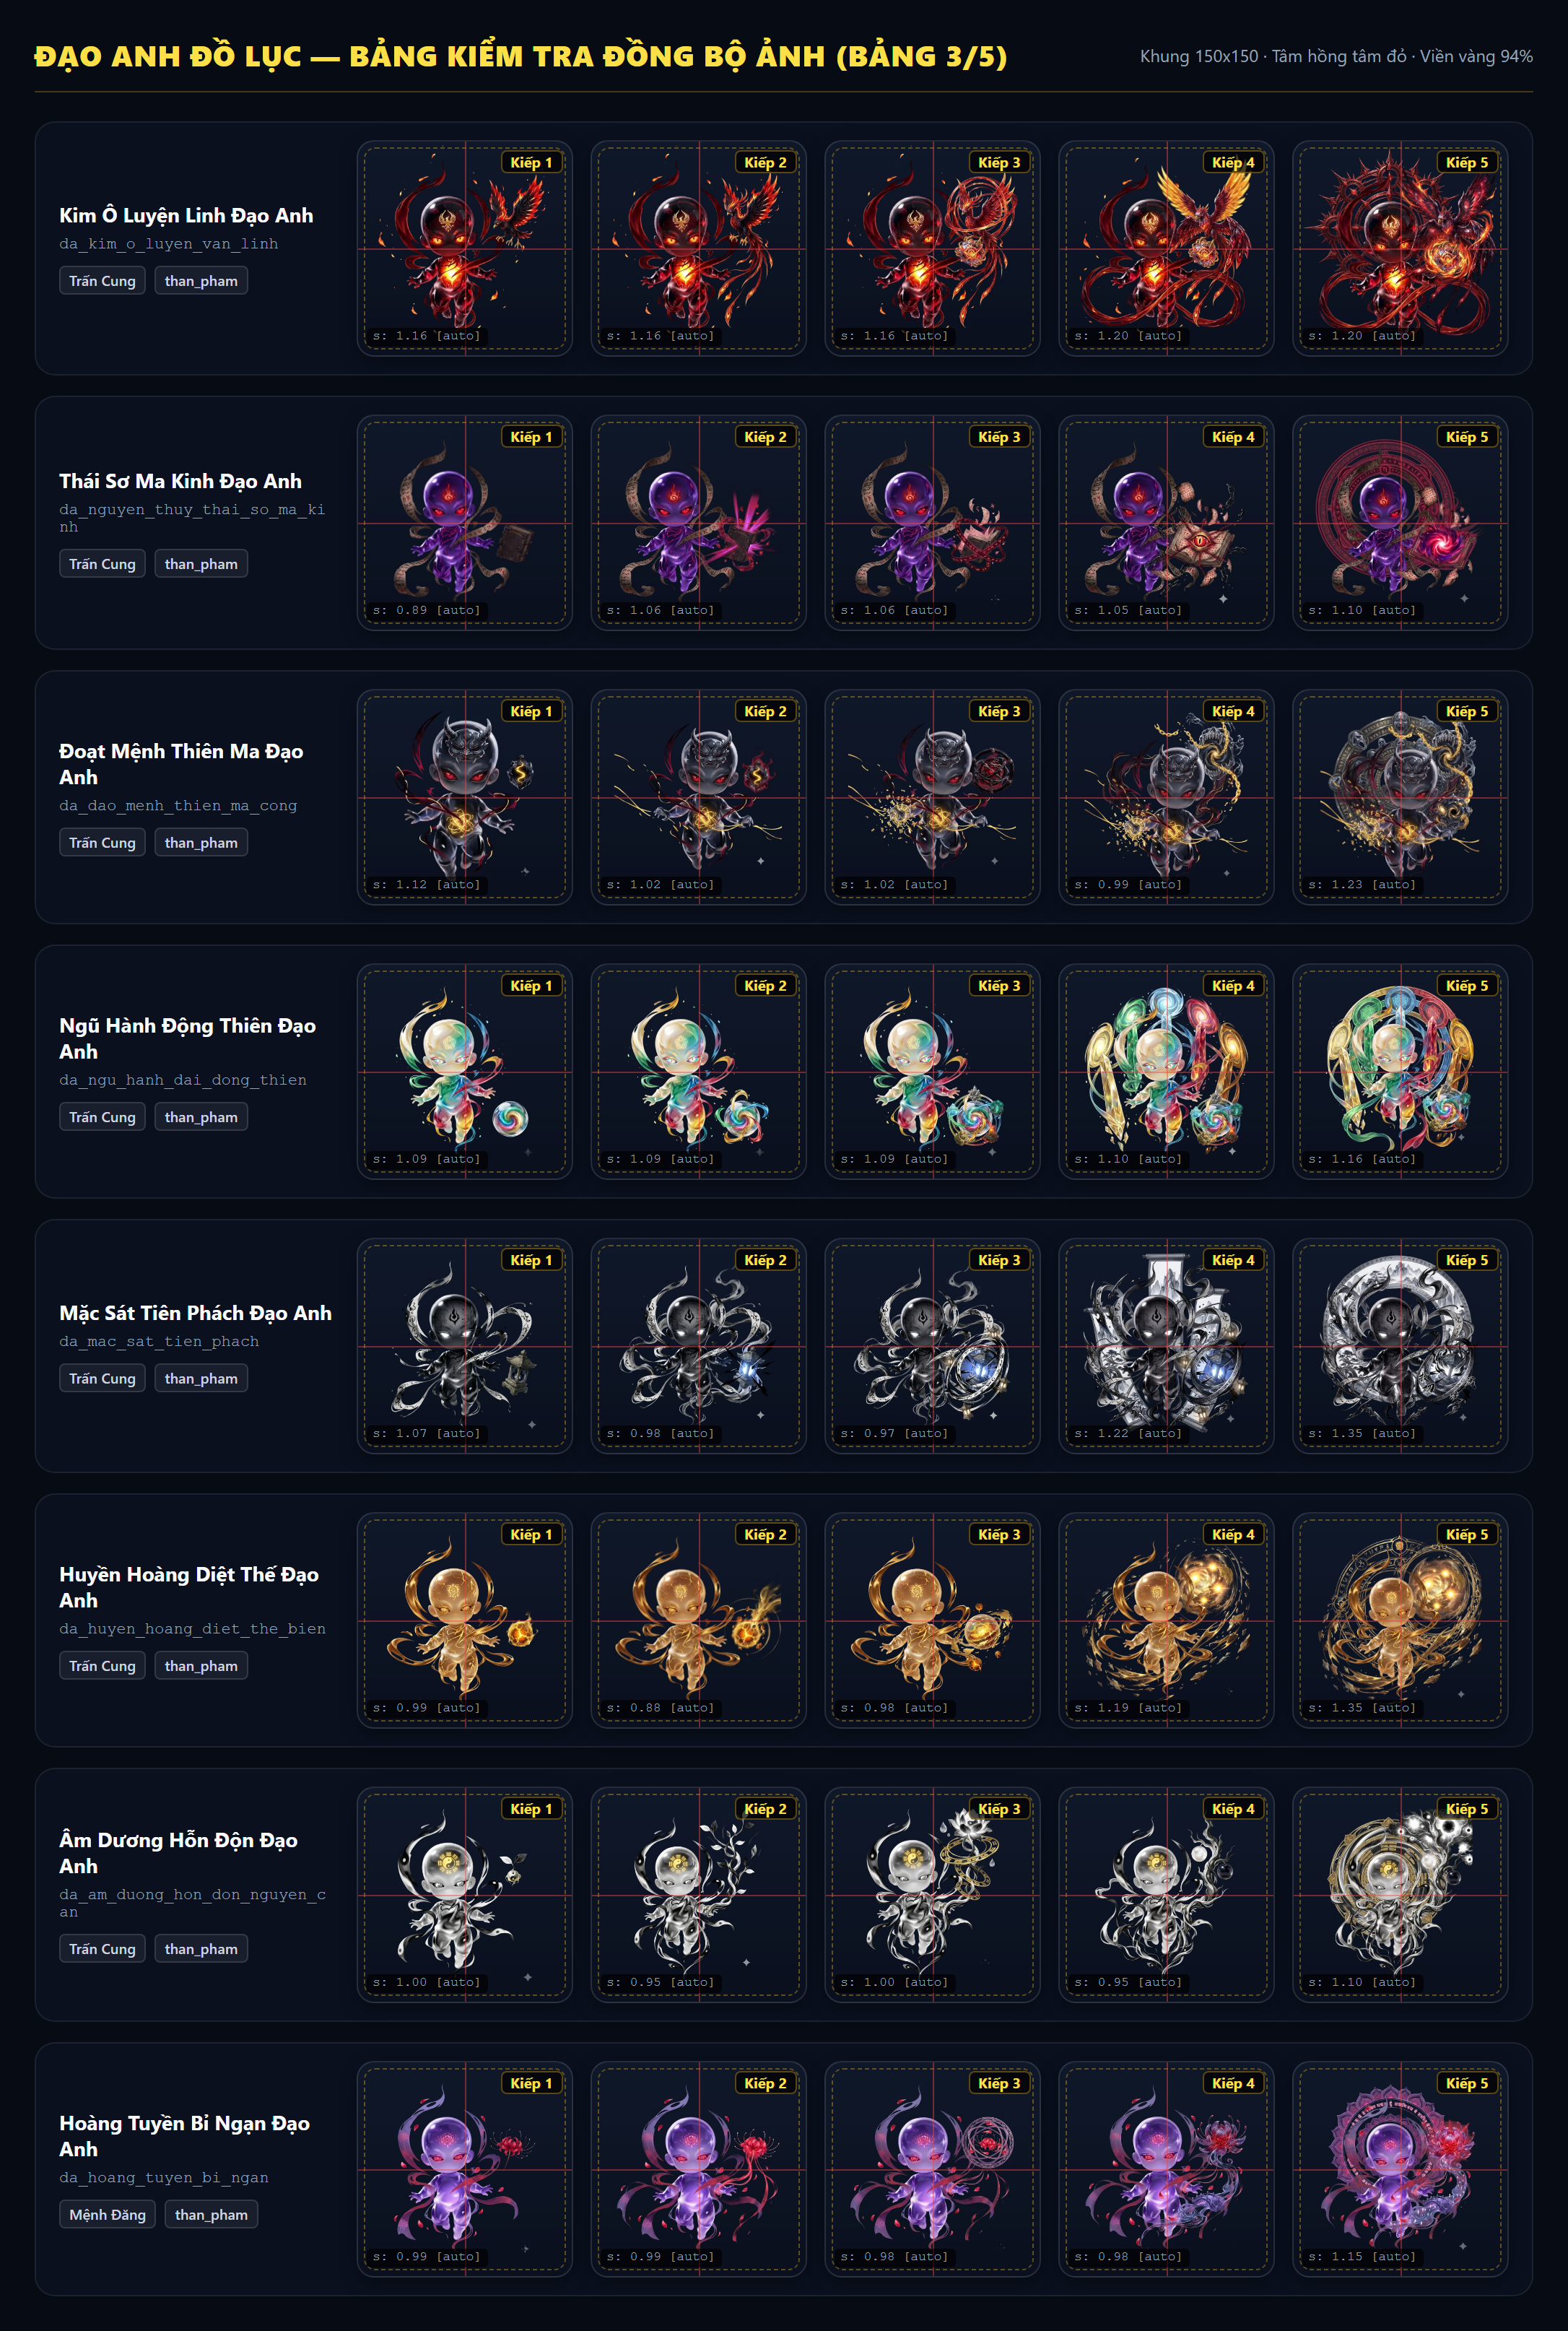 ĐẠO ANH ĐỒ LỤC — BẢNG KIỂM TRA ĐỒNG BỘ ẢNH (BẢNG 3/5)
Khung 150x150 · Tâm hồng tâm đỏ · Viền vàng 94%
Kiếp 1
Kiếp 2
Kiếp 3
Kiếp 4
Kiếp 5
Kim Ô Luyện Linh Đạo Anh
da_kim_o_luyen_van_linh
Trấn Cung
than_pham
s: 1.16 [auto]
s: 1.16 [auto]
s: 1.16 [auto]
s: 1.20 [auto]
s: 1.20 [auto]
Kiếp 1
Kiếp 2
Kiếp 3
Kiếp 4
Kiếp 5
Thái Sơ Ma Kinh Đạo Anh
da_nguyen_thuy_thai_so_ma_ki
nh
Trấn Cung
than_pham
s: 0.89 [auto]
s: 1.06 [auto]
s: 1.06 [auto]
s: 1.05 [auto]
s: 1.10 [auto]
Kiếp 1
Kiếp 2
Kiếp 3
Kiếp 4
Kiếp 5
Đoạt Mệnh Thiên Ma Đạo
Anh
da_dao_menh_thien_ma_cong
Trấn Cung
than_pham
s: 1.12 [auto]
s: 1.02 [auto]
s: 1.02 [auto]
s: 0.99 [auto]
s: 1.23 [auto]
Kiếp 1
Kiếp 2
Kiếp 3
Kiếp 4
Kiếp 5
Ngũ Hành Động Thiên Đạo
Anh
da_ngu_hanh_dai_dong_thien
Trấn Cung
than_pham
s: 1.09 [auto]
s: 1.09 [auto]
s: 1.09 [auto]
s: 1.10 [auto]
s: 1.16 [auto]
Kiếp 1
Kiếp 2
Kiếp 3
Kiếp 4
Kiếp 5
Mặc Sát Tiên Phách Đạo Anh
da_mac_sat_tien_phach
Trấn Cung
than_pham
s: 1.07 [auto]
s: 0.98 [auto]
s: 0.97 [auto]
s: 1.22 [auto]
s: 1.35 [auto]
Kiếp 1
Kiếp 2
Kiếp 3
Kiếp 4
Kiếp 5
Huyền Hoàng Diệt Thế Đạo
Anh
da_huyen_hoang_diet_the_bien
Trấn Cung
than_pham
s: 0.99 [auto]
s: 0.88 [auto]
s: 0.98 [auto]
s: 1.19 [auto]
s: 1.35 [auto]
Kiếp 1
Kiếp 2
Kiếp 3
Kiếp 4
Kiếp 5
Âm Dương Hỗn Độn Đạo
Anh
da_am_duong_hon_don_nguyen_c
an
Trấn Cung
than_pham
s: 1.00 [auto]
s: 0.95 [auto]
s: 1.00 [auto]
s: 0.95 [auto]
s: 1.10 [auto]
Kiếp 1
Kiếp 2
Kiếp 3
Kiếp 4
Kiếp 5
Hoàng Tuyền Bỉ Ngạn Đạo
Anh
da_hoang_tuyen_bi_ngan
Mệnh Đăng
than_pham
s: 0.99 [auto]
s: 0.99 [auto]
s: 0.98 [auto]
s: 0.98 [auto]
s: 1.15 [auto]